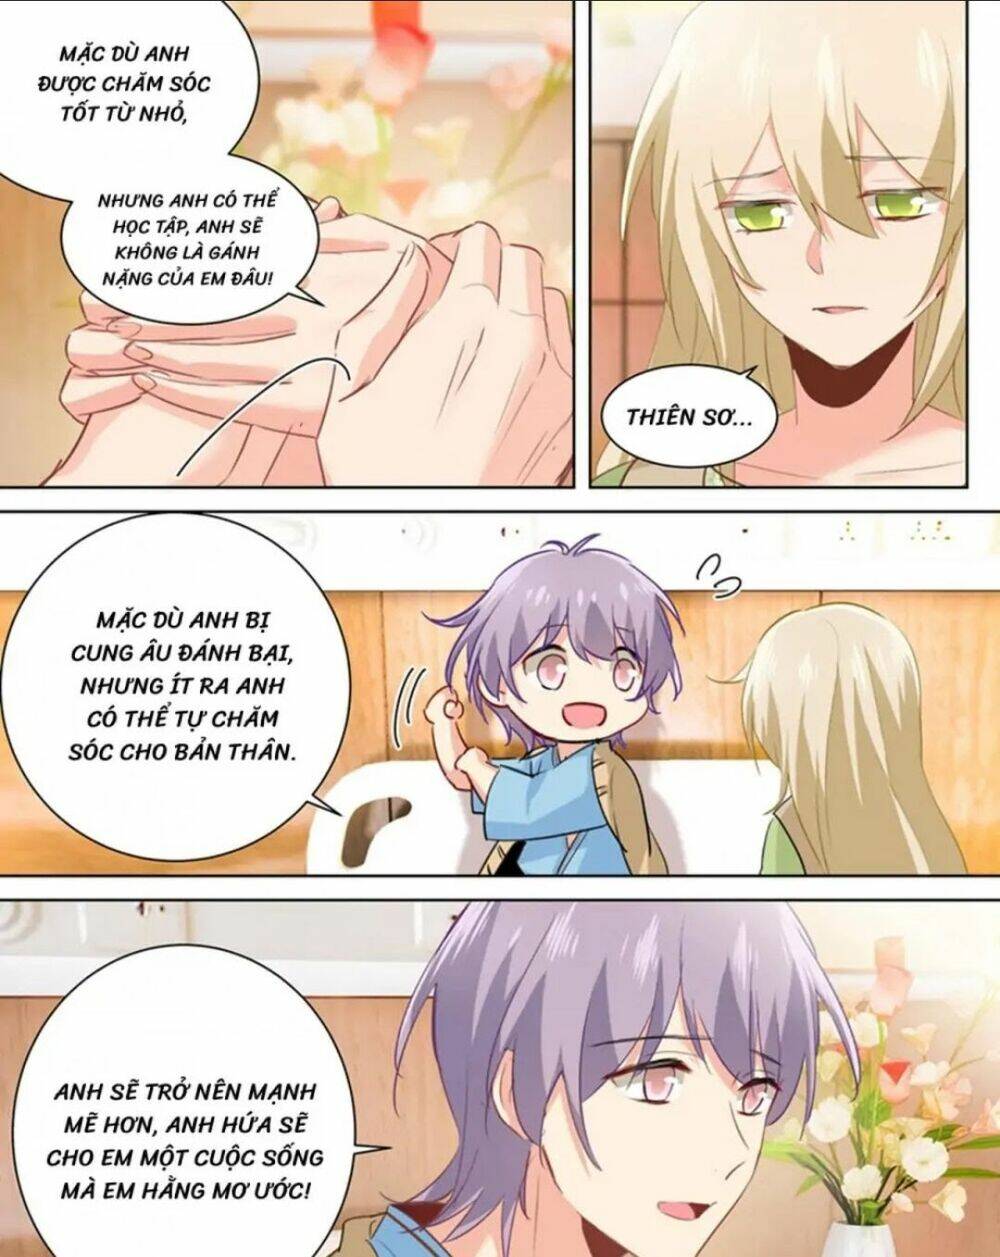 MẶC DÙ ANH
ĐƯỢC CHĂM SÓC
TỐT TỪ NHỎ,
NHƯNG ANH CÓ THỂ
HỌC TẬP, ANH SẼ
KHÔNG LÀ GÁNH
NẶNG CỦA EM ĐÂU!
THIÊN SƠ...
MẶC DÙ ANH BỊ
CUNG ÂU ĐÁNH BẠI,
NHƯNG ÍT RA ANH
CÓ THỂ TỰ CHĂM
SÓC CHO BẢN THÂN.
ANH SẼ TRỞ NÊN MẠNH
MẼ HƠN, ANH HỨA SẼ
CHO EM MỘT CUỘC SỐNG
MÀ EM HẰNG MƠ ƯỚC!